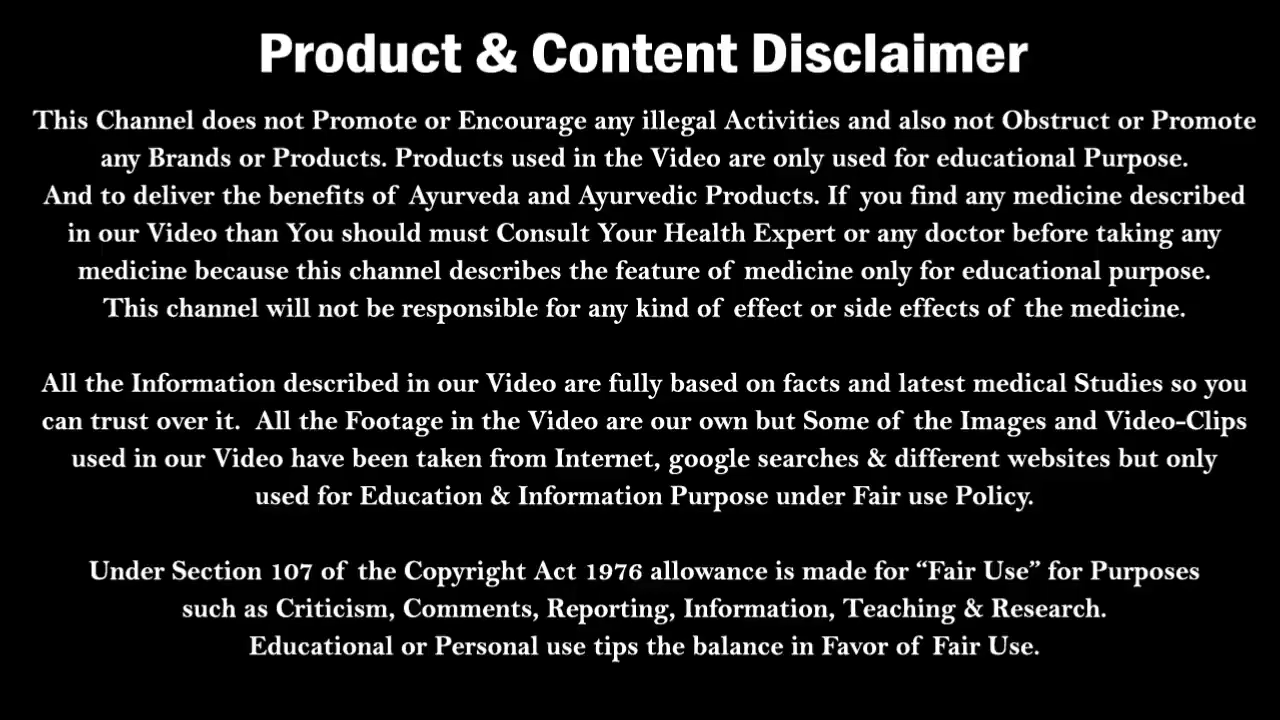 Product & Content Disclaimer
This Channel does not Promote or Encourage any illegal Activities and also not Obstruct or Promote
any Brands or Products. Products used in the Video are only used for educational Purpose.
And to deliver the benefits of Ayurveda and Ayurvedic Products. If you find any medicine described
in our Video than You should must Consult Your Health Expert or any doctor before taking any
medicine because this channel describes the feature of medicine only for educational purpose.
This channel will not be responsible for any kind of effect or side effects of the medicine.
All the Information described in our Video are fully based on facts and latest medical Studies so you
can trust over it. All the Footage in the Video are our own but Some of the Images and Video-Clips
used in our Video have been taken from Internet, google searches & different websites but only
used for Education & Information Purpose under Fair use Policy.
Under Section 107 of the Copyright Act 1976 allowance is made for “Fair Use” for Purposes
such as Criticism, Comments, Reporting, Information, Teaching & Research.
Educational or Personal use tips the balance in Favor of Fair Use.